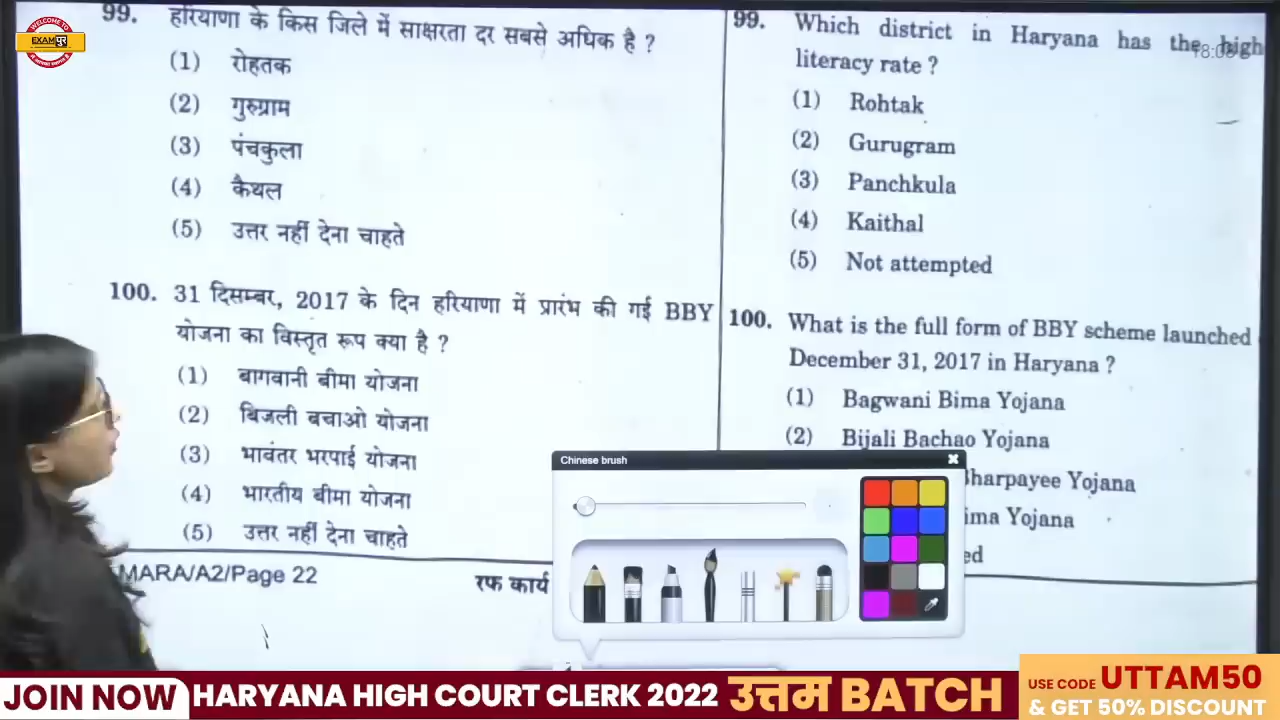 WELCOME TO
EXAMपुर
99. हरियाणा के किस जिले में साक्षरता दर सबसे अधिक है ?
(1) रोहतक
(2) गुरुग्राम
(3) पंचकुला
(4) कैथल
(5) उत्तर नहीं देना चाहते
100. 31 दिसम्बर, 2017 के दिन हरियाणा में प्रारंभ की गई BBY
योजना का विस्तृत रूप क्या है ?
(1) बागवानी बीमा योजना
(2) बिजली बचाओ योजना
(3) भावंतर भरपाई योजना
(4) भारतीय बीमा योजना
(5) उत्तर नहीं देना चाहते
MARA/A2/Page 22
रफ कार्य
99. Which district in Haryana has the high
literacy rate ?
(1) Rohtak
(2) Gurugram
(3) Panchkula
(4) Kaithal
(5) Not attempted
100. What is the full form of BBY scheme launched
December 31, 2017 in Haryana ?
(1) Bagwani Bima Yojana
(2) Bijali Bachao Yojana
Bharpayee Yojana
ima Yojana
ed
Chinese brush
JOIN NOW HARYANA HIGH COURT CLERK 2022 उत्तम BATCH
USE CODE UTTAM50
& GET 50% DISCOUNT